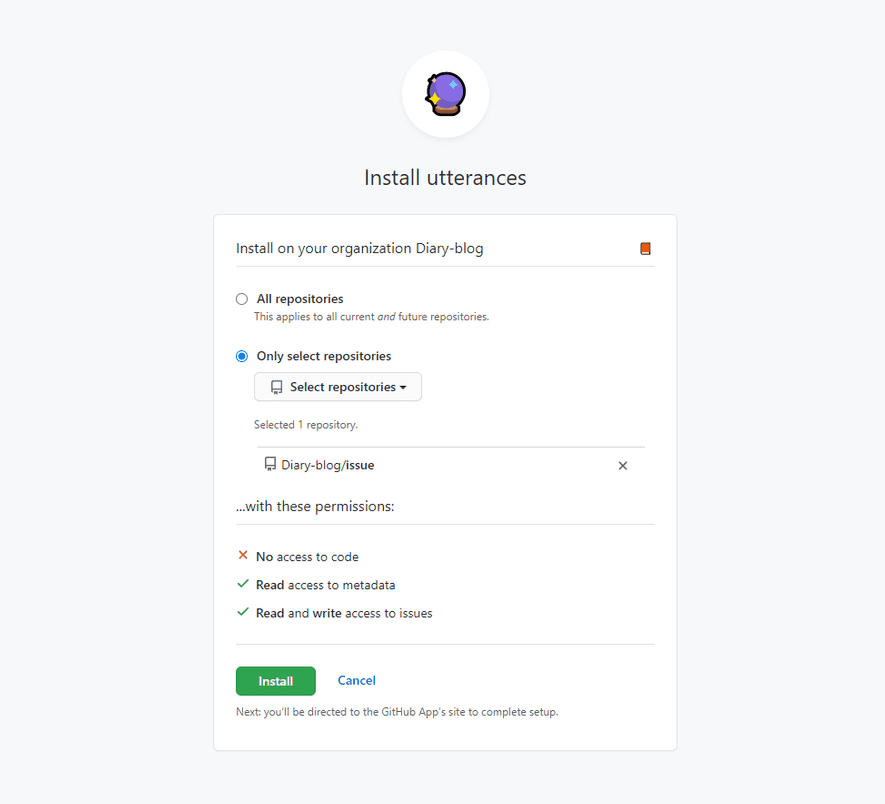 Install utterances
Install on your organization Diary-blog
All repositories
This applies to all current and future repositories.
Only select repositories
Select repositories
Selected 1 repository.
Diary-blog/issue
...with these permissions:
No access to code
Read access to metadata
Read and write access to issues
Install Cancel
Next: you'll be directed to the GitHub App's site to complete setup.